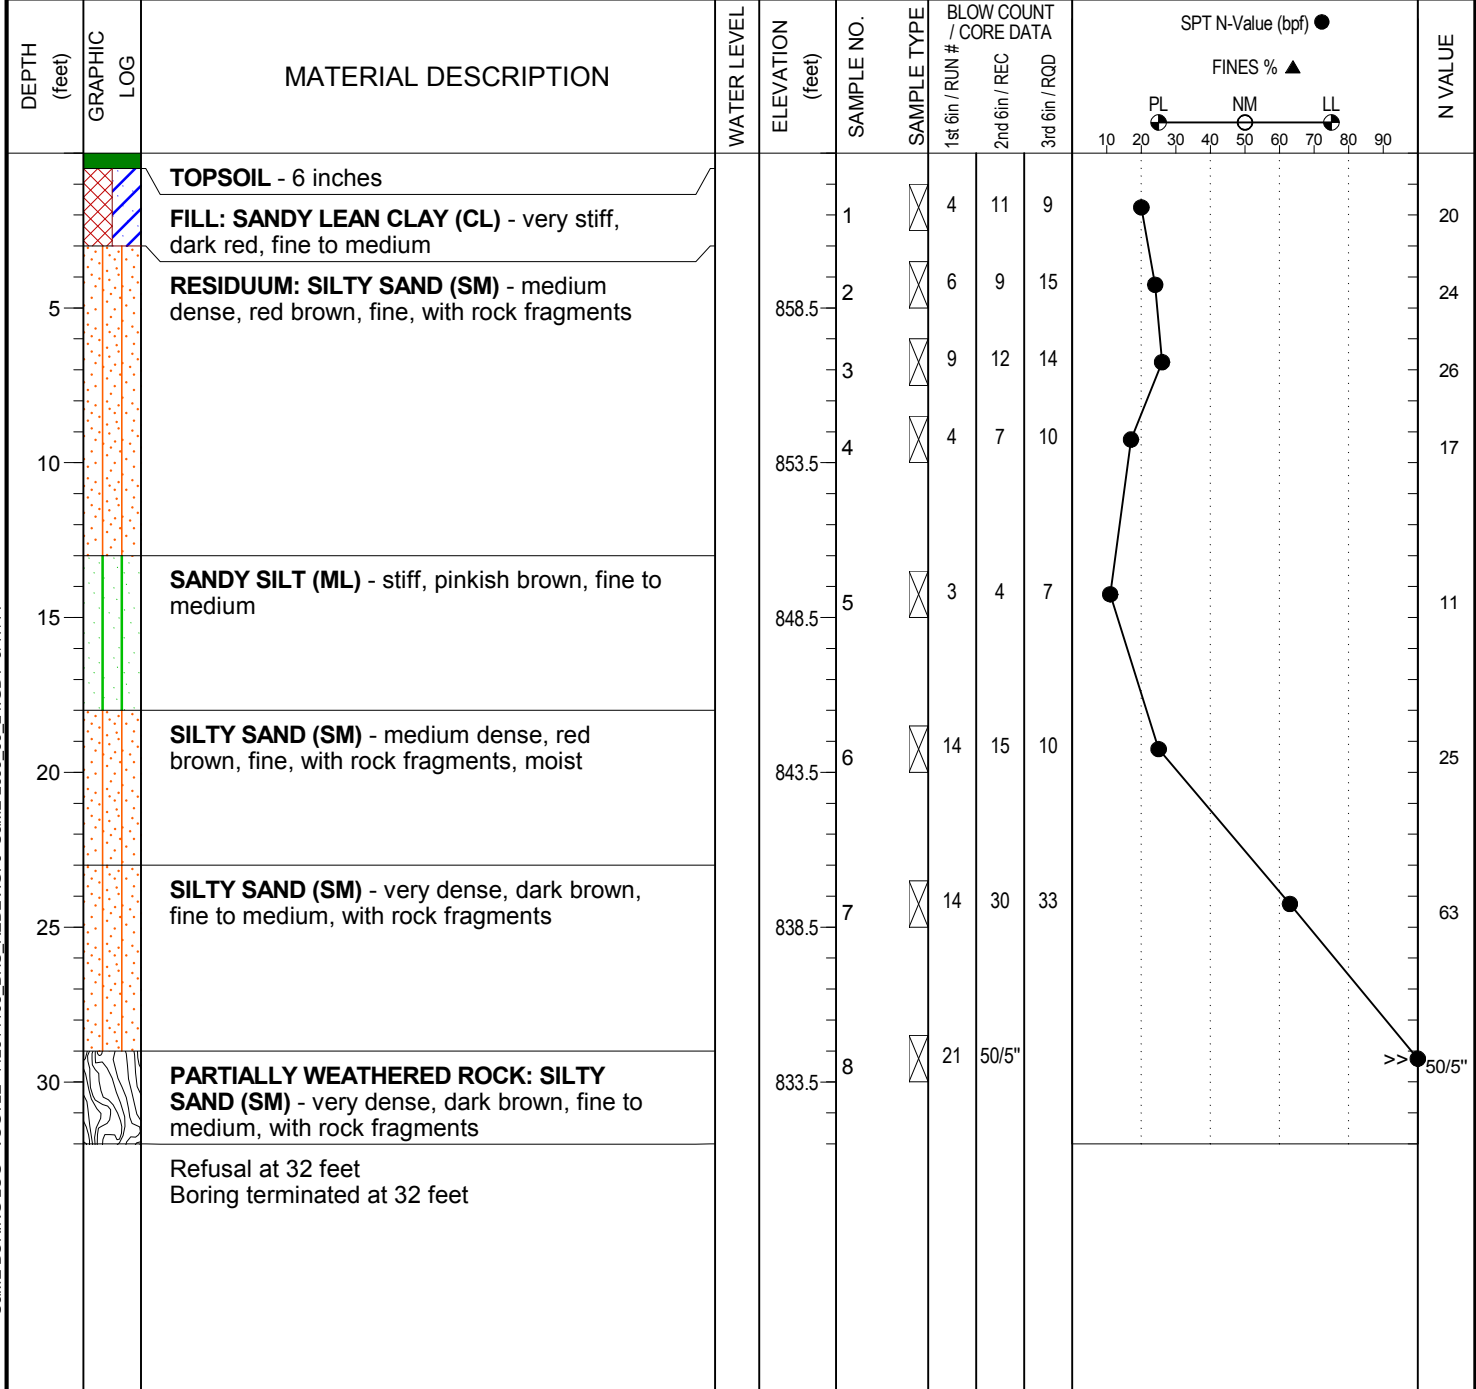 DEPTH
(feet)
GRAPHIC
LOG
MATERIAL DESCRIPTION
WATER LEVEL
ELEVATION
(feet)
SAMPLE NO.
SAMPLE TYPE
BLOW COUNT
/ CORE DATA
1st 6in / RUN #
2nd 6in / REC
3rd 6in / RQD
SPT N-Value (bpf)
FINES %
PL NM LL
10 20 30 40 50 60 70 80 90
N VALUE
TOPSOIL - 6 inches
FILL: SANDY LEAN CLAY (CL) - very stiff,
dark red, fine to medium
1 4 11 9 20
RESIDUUM: SILTY SAND (SM) - medium
dense, red brown, fine, with rock fragments
2 6 9 15 24
5 858.5
3 9 12 14 26
4 4 7 10 17
10 853.5
SANDY SILT (ML) - stiff, pinkish brown, fine to
medium
5 3 4 7 11
15 848.5
SILTY SAND (SM) - medium dense, red
brown, fine, with rock fragments, moist
6 14 15 10 25
20 843.5
SILTY SAND (SM) - very dense, dark brown,
fine to medium, with rock fragments
7 14 30 33 63
25 838.5
8 21 50/5" >> 50/5"
30 833.5
PARTIALLY WEATHERED ROCK: SILTY
SAND (SM) - very dense, dark brown, fine to
medium, with rock fragments
Refusal at 32 feet
Boring terminated at 32 feet